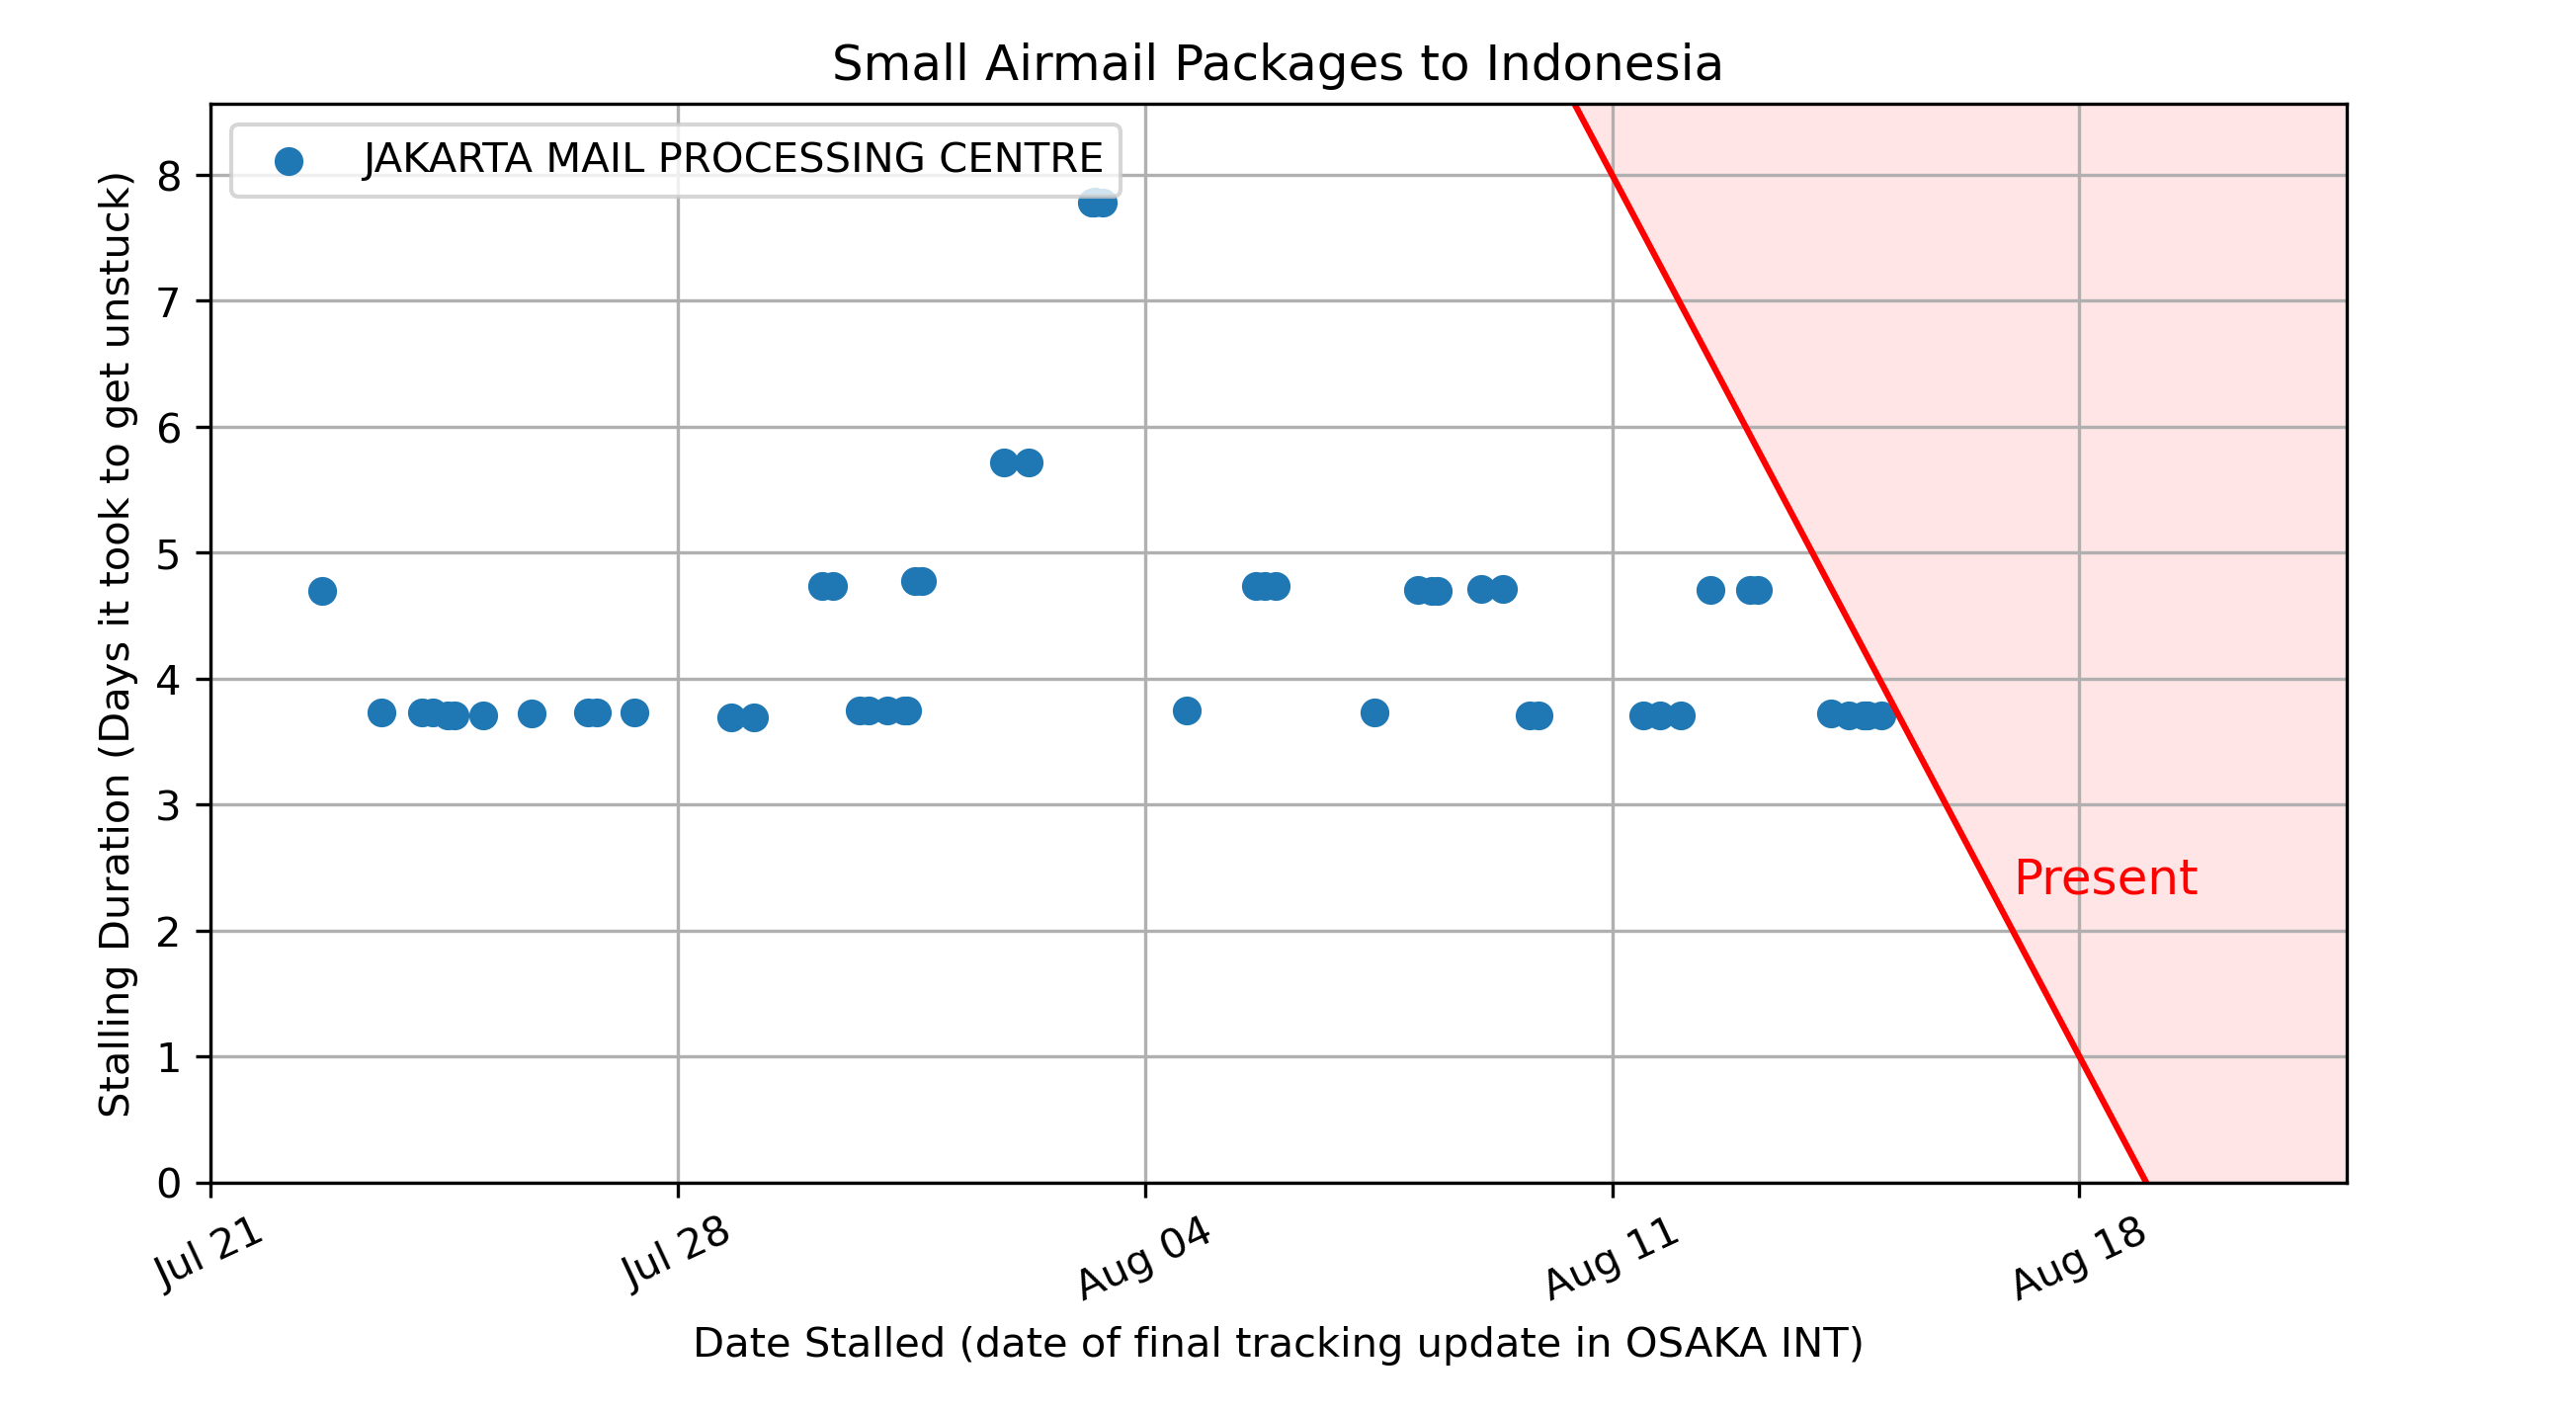 Small Airmail Packages to Indonesia
JAKARTA MAIL PROCESSING CENTRE
Stalling Duration (Days it took to get unstuck)
8
7
6
5
4
3
2
1
0
Present
Jul 21
Jul 28
Aug 04
Aug 11
Aug 18
Date Stalled (date of final tracking update in OSAKA INT)